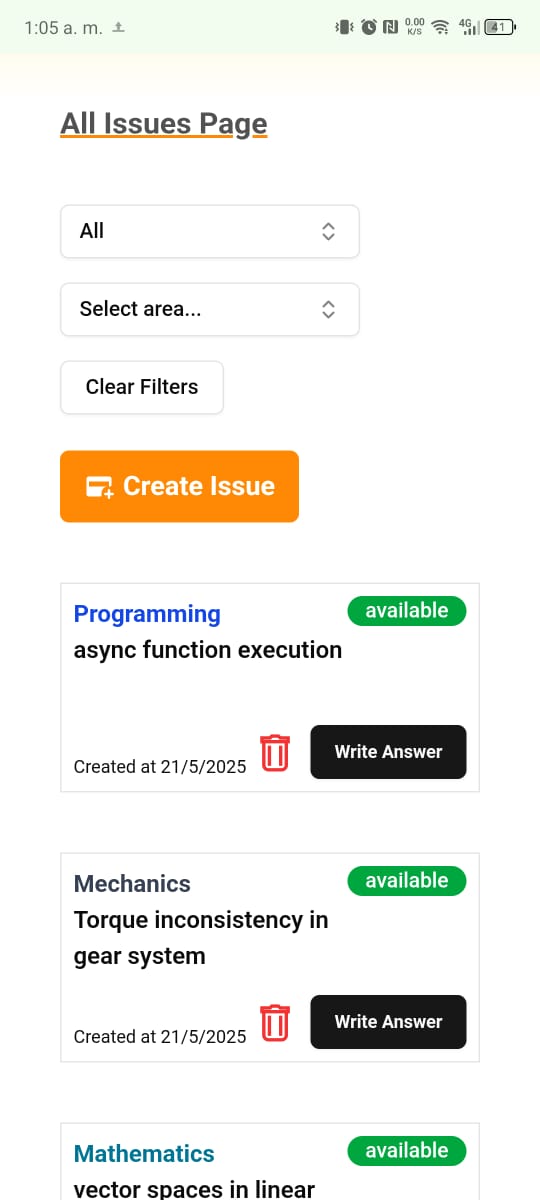 1:05 a. m.
0.00
K/S
4G
41
All Issues Page
All
Select area...
Clear Filters
Create Issue
Programming
available
async function execution
Created at 21/5/2025
Write Answer
Mechanics
available
Torque inconsistency in
gear system
Created at 21/5/2025
Write Answer
Mathematics
available
vector spaces in linear